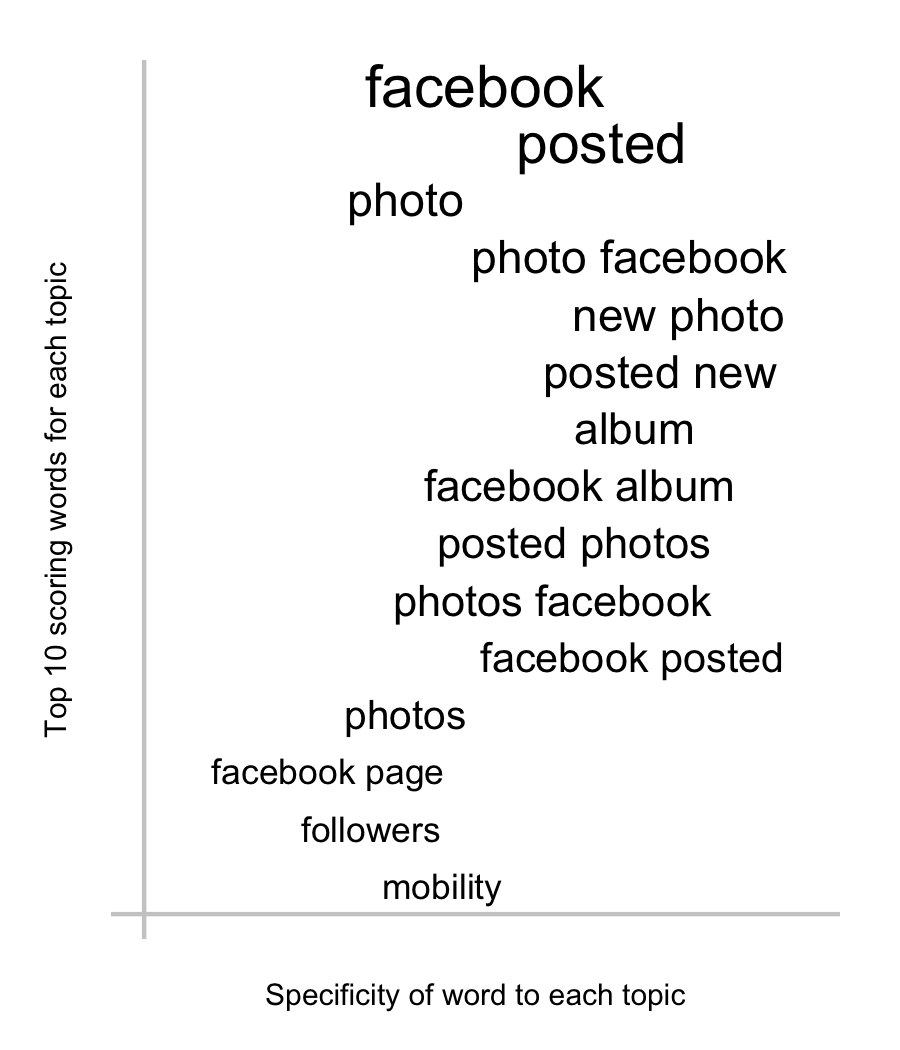 facebook
posted
photo
photo facebook
new photo
posted new
album
facebook album
posted photos
photos facebook
facebook posted
photos
facebook page
followers
mobility
Top 10 scoring words for each topic
Specificity of word to each topic